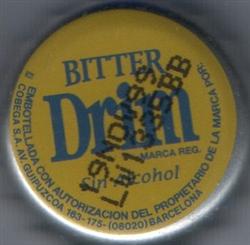 BITTER
Drim
MARCA REG.
sin alcohol
EMBOTELLADA CON AUTORIZACION DEL PROPIETARIO DE LA MARCA POR:
COBEGA S.A. AV GUIPUZCOA 183-175-(08020) BARCELONA